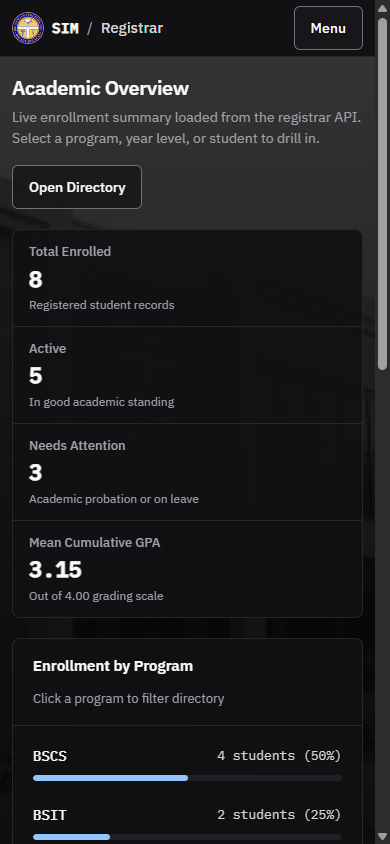 SIM / Registrar
Menu
Academic Overview
Live enrollment summary loaded from the registrar API.
Select a program, year level, or student to drill in.
Open Directory
Total Enrolled
8
Registered student records
Active
5
In good academic standing
Needs Attention
3
Academic probation or on leave
Mean Cumulative GPA
3.15
Out of 4.00 grading scale
Enrollment by Program
Click a program to filter directory
BSCS 4 students (50%)
BSIT 2 students (25%)